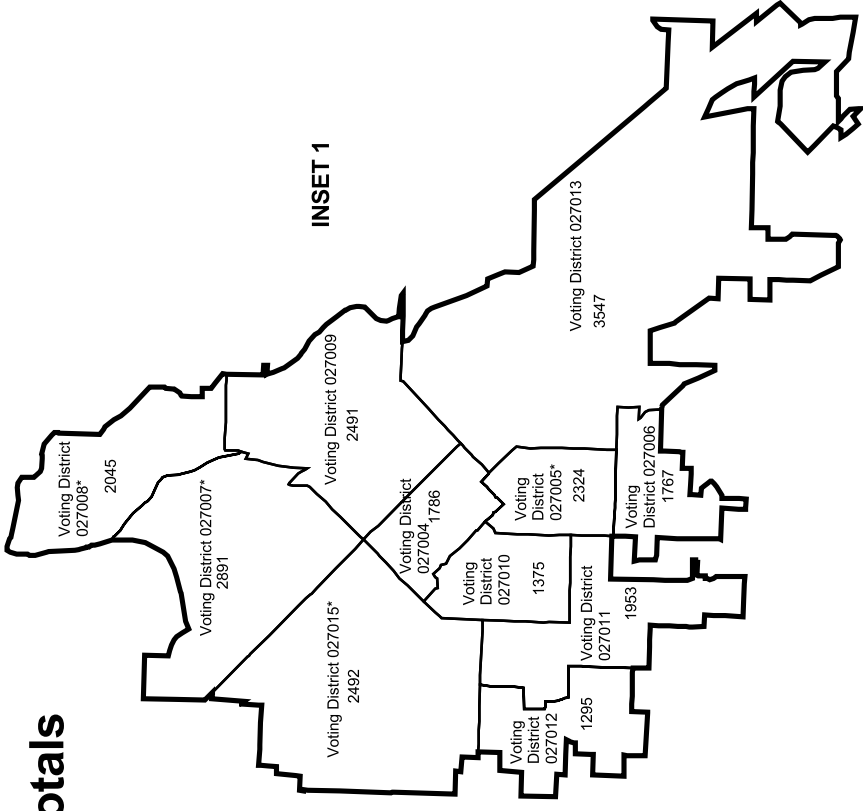 otals
INSET 1
Voting District
027008*
2045
Voting District 027007*
2891
Voting District 027009
2491
Voting District 027013
3547
Voting District
027004
1786
Voting
District
027005*
2324
Voting
District 027006
1767
Voting
District
027010
1375
Voting District
027011
1953
Voting District 027015*
2492
Voting
District
027012
1295